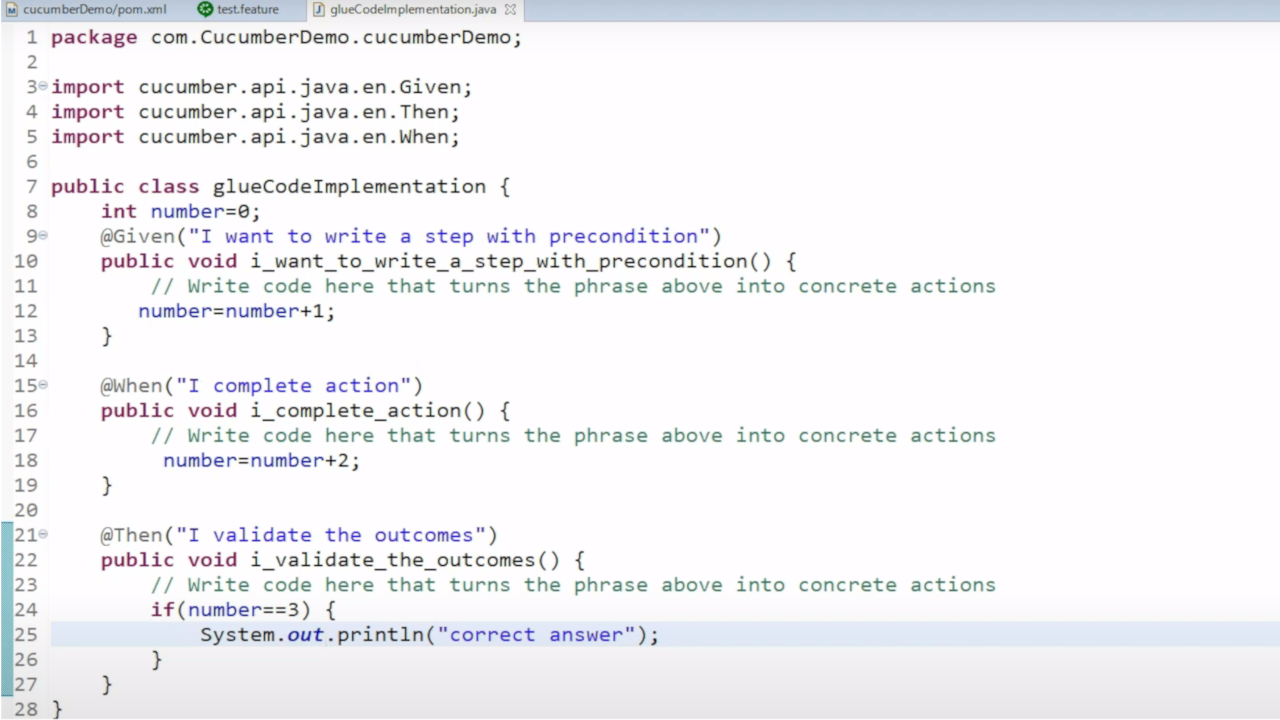 cucumberDemo/pom.xml test.feature glueCodeImplementation.java
1 package com.CucumberDemo.cucumberDemo;
2
3 import cucumber.api.java.en.Given;
4 import cucumber.api.java.en.Then;
5 import cucumber.api.java.en.When;
6
7 public class glueCodeImplementation {
8     int number=0;
9     @Given("I want to write a step with precondition")
10     public void i_want_to_write_a_step_with_precondition() {
11         // Write code here that turns the phrase above into concrete actions
12        number=number+1;
13     }
14
15     @When("I complete action")
16     public void i_complete_action() {
17         // Write code here that turns the phrase above into concrete actions
18          number=number+2;
19     }
20
21     @Then("I validate the outcomes")
22     public void i_validate_the_outcomes() {
23         // Write code here that turns the phrase above into concrete actions
24         if(number==3) {
25             System.out.println("correct answer");
26         }
27     }
28 }